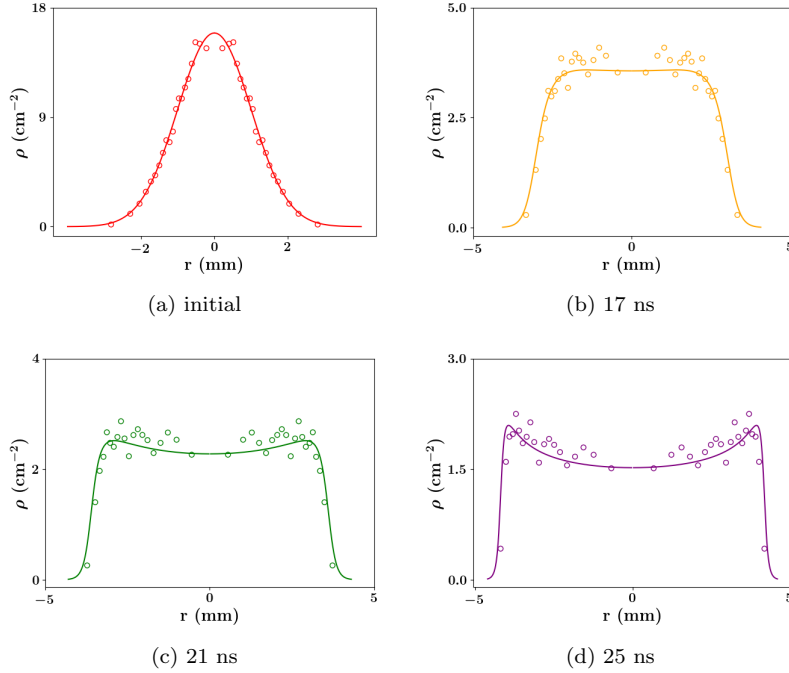 18
9
0
ρ (cm⁻²)
−2 0 2
r (mm)
(a) initial
5.0
2.5
0.0
ρ (cm⁻²)
−5 0 5
r (mm)
(b) 17 ns
4
2
0
ρ (cm⁻²)
−5 0 5
r (mm)
(c) 21 ns
3.0
1.5
0.0
ρ (cm⁻²)
−5 0 5
r (mm)
(d) 25 ns